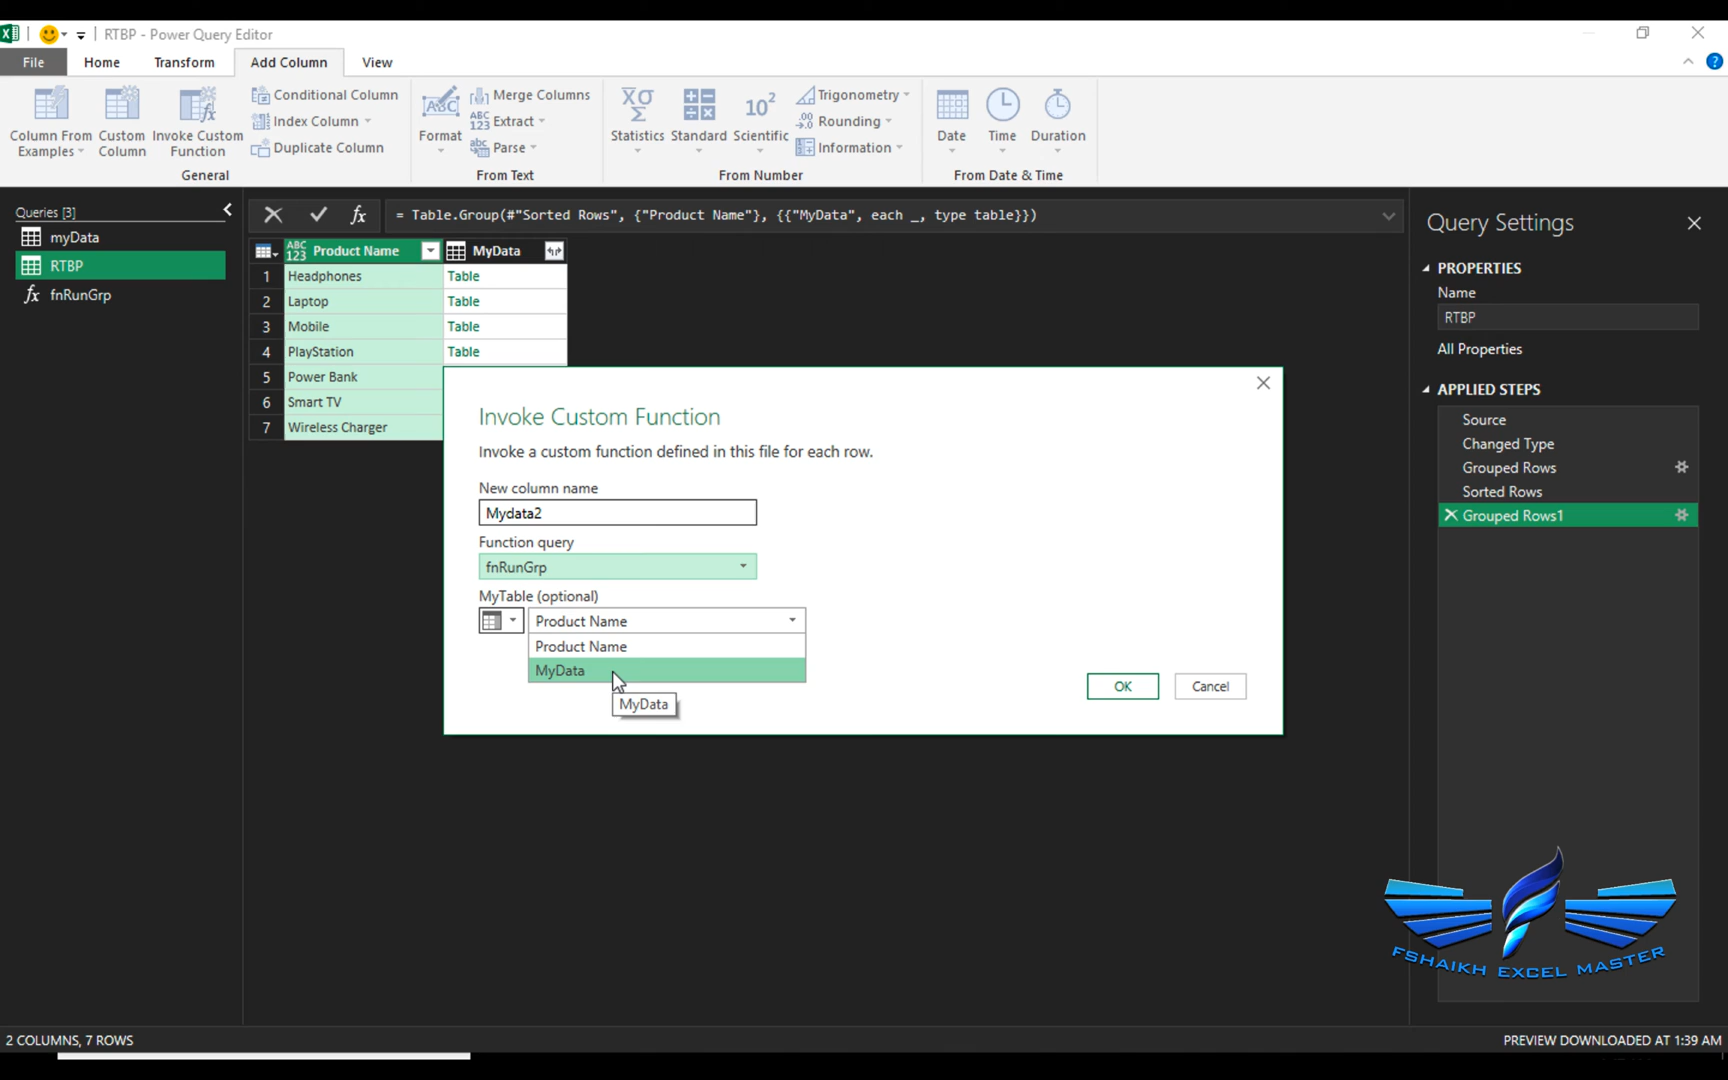 RTBP - Power Query Editor
File
Home
Transform
Add Column
View
Column From Examples
Custom Column
Invoke Custom Function
Conditional Column
Index Column
Duplicate Column
General
Format
Merge Columns
Extract
Parse
From Text
Statistics
Standard
Scientific
Trigonometry
Rounding
Information
From Number
Date
Time
Duration
From Date & Time
Queries [3]
myData
RTBP
fnRunGrp
= Table.Group(#"Sorted Rows", {"Product Name"}, {{"MyData", each _, type table}})
ABC 123 Product Name
MyData
1 Headphones Table
2 Laptop Table
3 Mobile Table
4 PlayStation Table
5 Power Bank
6 Smart TV
7 Wireless Charger
Invoke Custom Function
Invoke a custom function defined in this file for each row.
New column name
Mydata2
Function query
fnRunGrp
MyTable (optional)
Product Name
Product Name
MyData
MyData
OK
Cancel
Query Settings
PROPERTIES
Name
RTBP
All Properties
APPLIED STEPS
Source
Changed Type
Grouped Rows
Sorted Rows
Grouped Rows1
FSHAIKH EXCEL MASTER
2 COLUMNS, 7 ROWS
PREVIEW DOWNLOADED AT 1:39 AM